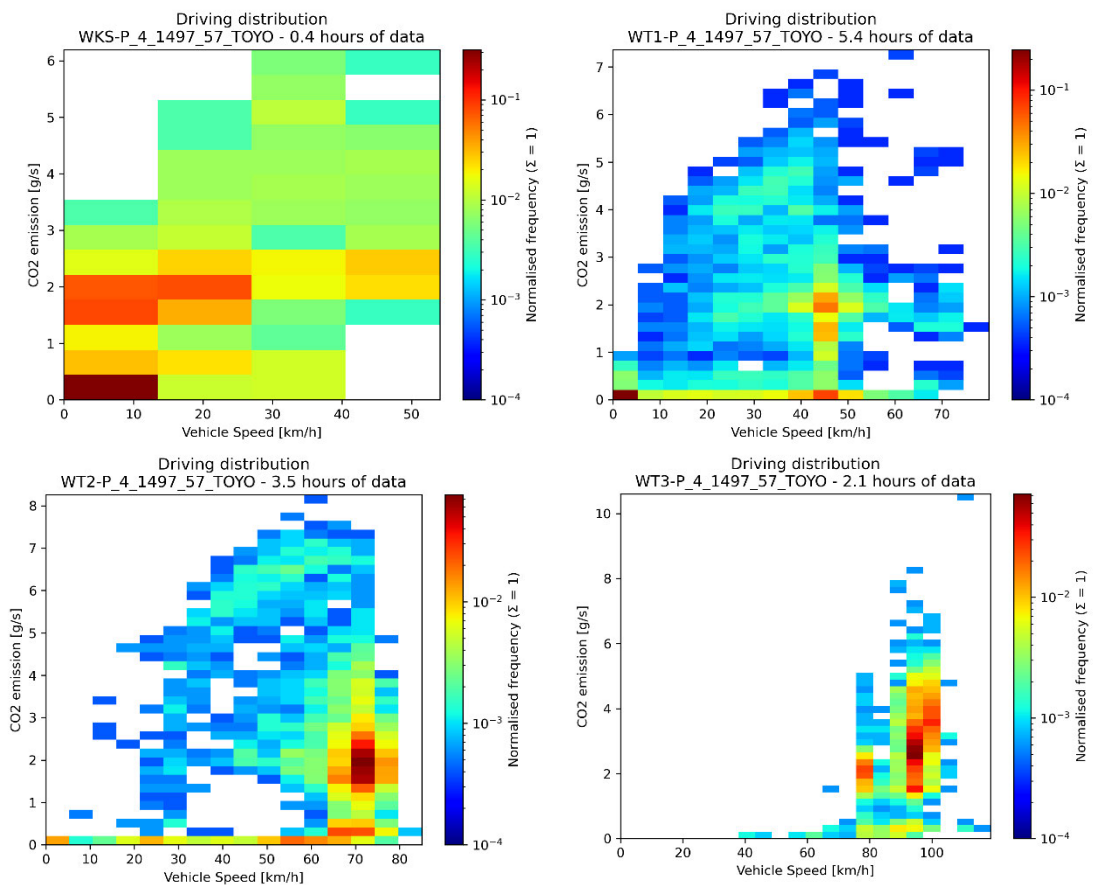 Driving distribution
WKS-P_4_1497_57_TOYO - 0.4 hours of data
6
5
4
3
2
1
0
CO2 emission [g/s]
0 10 20 30 40 50
Vehicle Speed [km/h]
10⁻¹
10⁻²
10⁻³
10⁻⁴
Normalised frequency (Σ = 1)
Driving distribution
WT1-P_4_1497_57_TOYO - 5.4 hours of data
7
6
5
4
3
2
1
0
CO2 emission [g/s]
0 10 20 30 40 50 60 70
Vehicle Speed [km/h]
10⁻¹
10⁻²
10⁻³
10⁻⁴
Normalised frequency (Σ = 1)
Driving distribution
WT2-P_4_1497_57_TOYO - 3.5 hours of data
8
7
6
5
4
3
2
1
0
CO2 emission [g/s]
0 10 20 30 40 50 60 70 80
Vehicle Speed [km/h]
10⁻²
10⁻³
10⁻⁴
Normalised frequency (Σ = 1)
Driving distribution
WT3-P_4_1497_57_TOYO - 2.1 hours of data
10
8
6
4
2
0
CO2 emission [g/s]
0 20 40 60 80 100
Vehicle Speed [km/h]
10⁻²
10⁻³
10⁻⁴
Normalised frequency (Σ = 1)